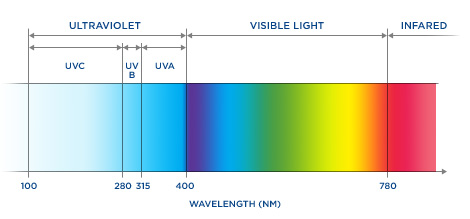 ULTRAVIOLET VISIBLE LIGHT INFARED
UVC UV B UVA
100 280 315 400 780
WAVELENGTH (NM)